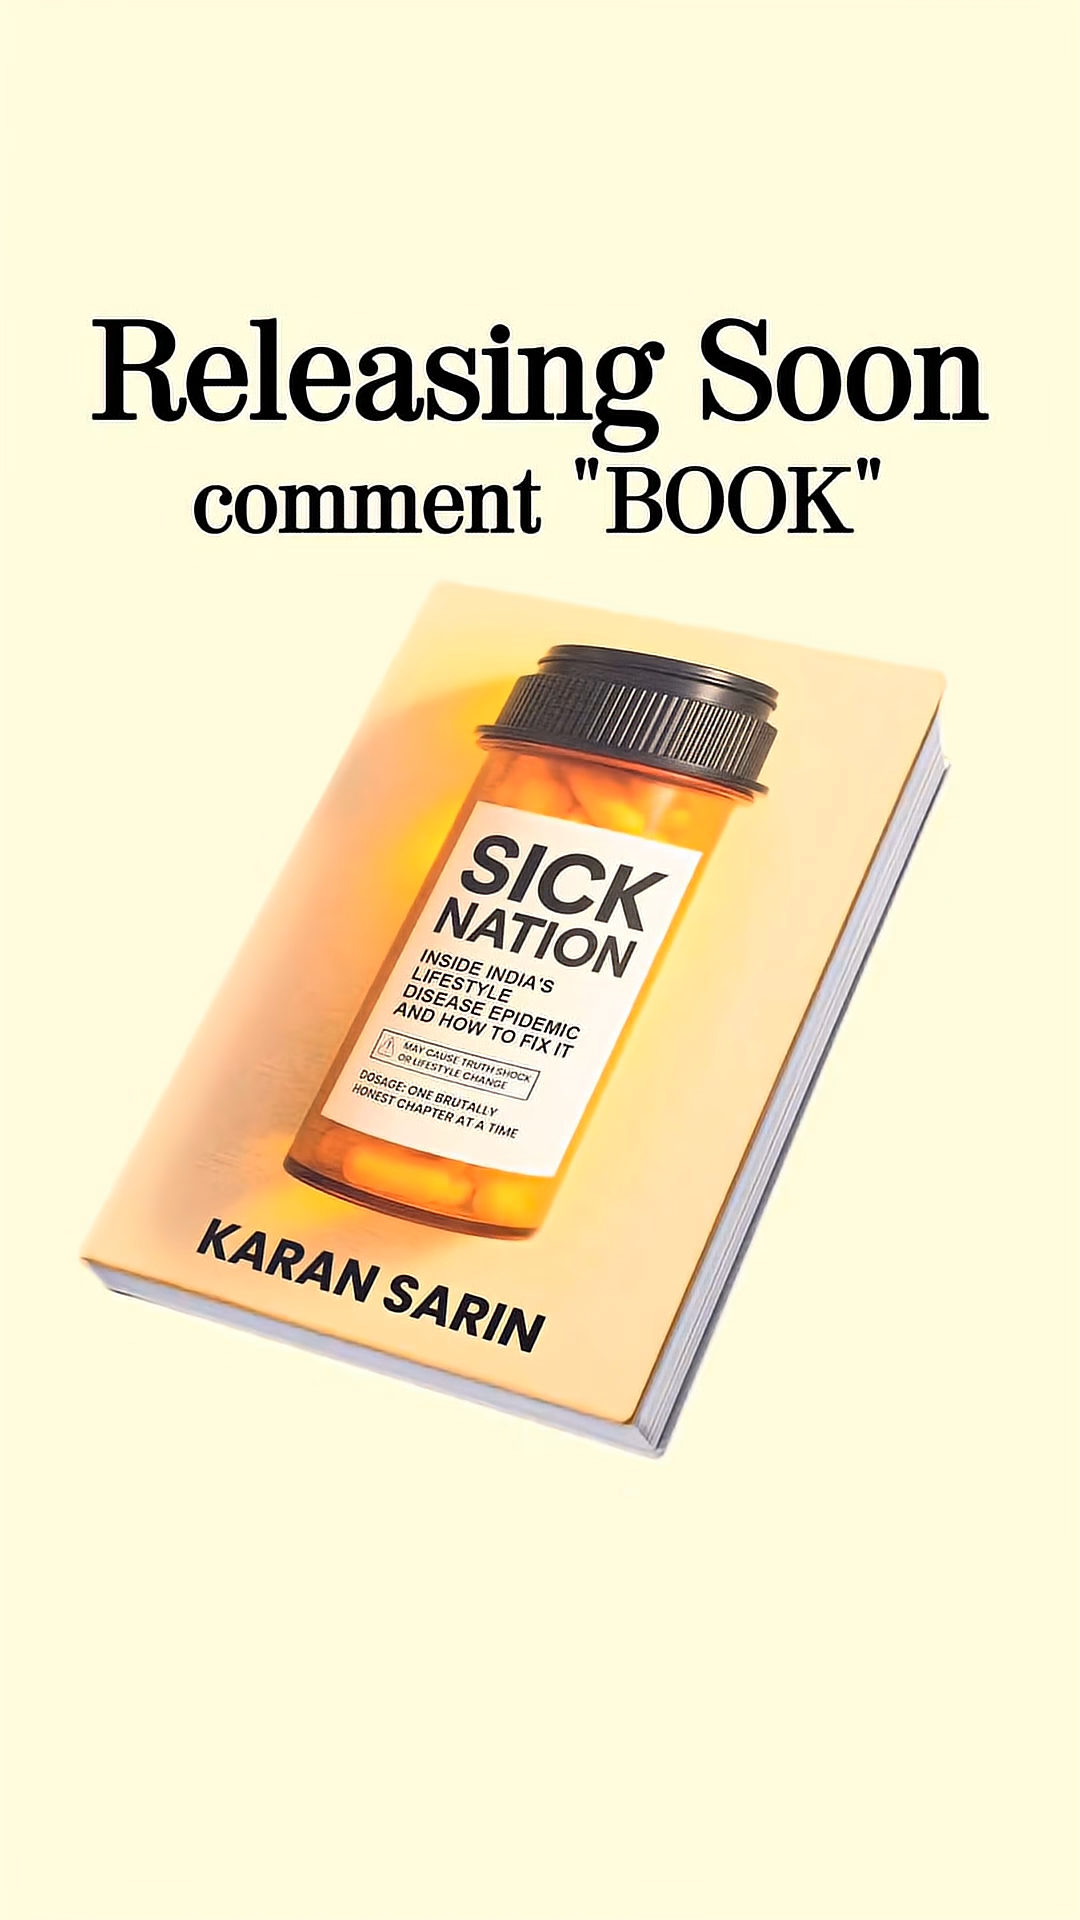 Releasing Soon
comment "BOOK"
SICK
NATION
INSIDE INDIA'S
LIFESTYLE
DISEASE EPIDEMIC
AND HOW TO FIX IT
MAY CAUSE TRUTH SHOCK
OR LIFESTYLE CHANGE
DOSAGE: ONE BRUTALLY
HONEST CHAPTER AT A TIME
KARAN SARIN